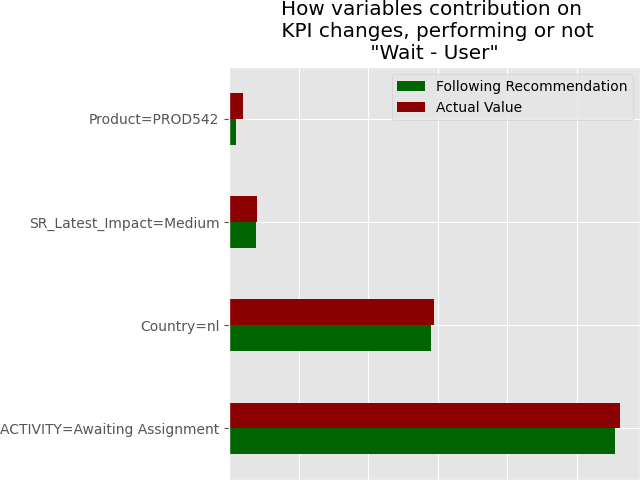 How variables contribution on
KPI changes, performing or not
"Wait - User"
Following Recommendation
Actual Value
Product=PROD542
SR_Latest_Impact=Medium
Country=nl
ACTIVITY=Awaiting Assignment